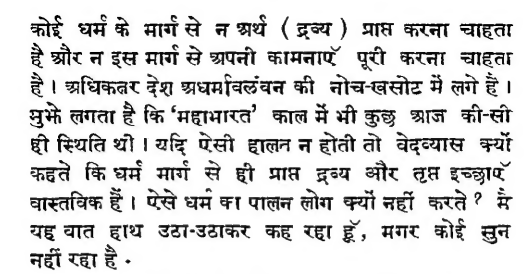 कोई धर्म के मार्ग से न अर्थ ( द्रव्य ) प्राप्त करना चाहता
है और न इस मार्ग से अपनी कामनाएँ पूरी करना चाहता
है । अधिकतर देश अधर्मावलंवन की नोच-खसोट में लगे हैं ।
मुझे लगता है कि 'महाभारत' काल में भी कुछ आज की-सी
ही स्थिति थी । यदि ऐसी हालन न होती तो वेदव्यास क्यों
कहते कि धर्म मार्ग से ही प्राप्त द्रव्य और तृप्त इच्छाएँ
वास्तविक हैं । ऐसे धर्म का पालन लोग क्यों नहीं करते ? मैं
यह वात हाथ उठा-उठाकर कह रहा हूँ, मगर कोई सुन
नहीं रहा है -